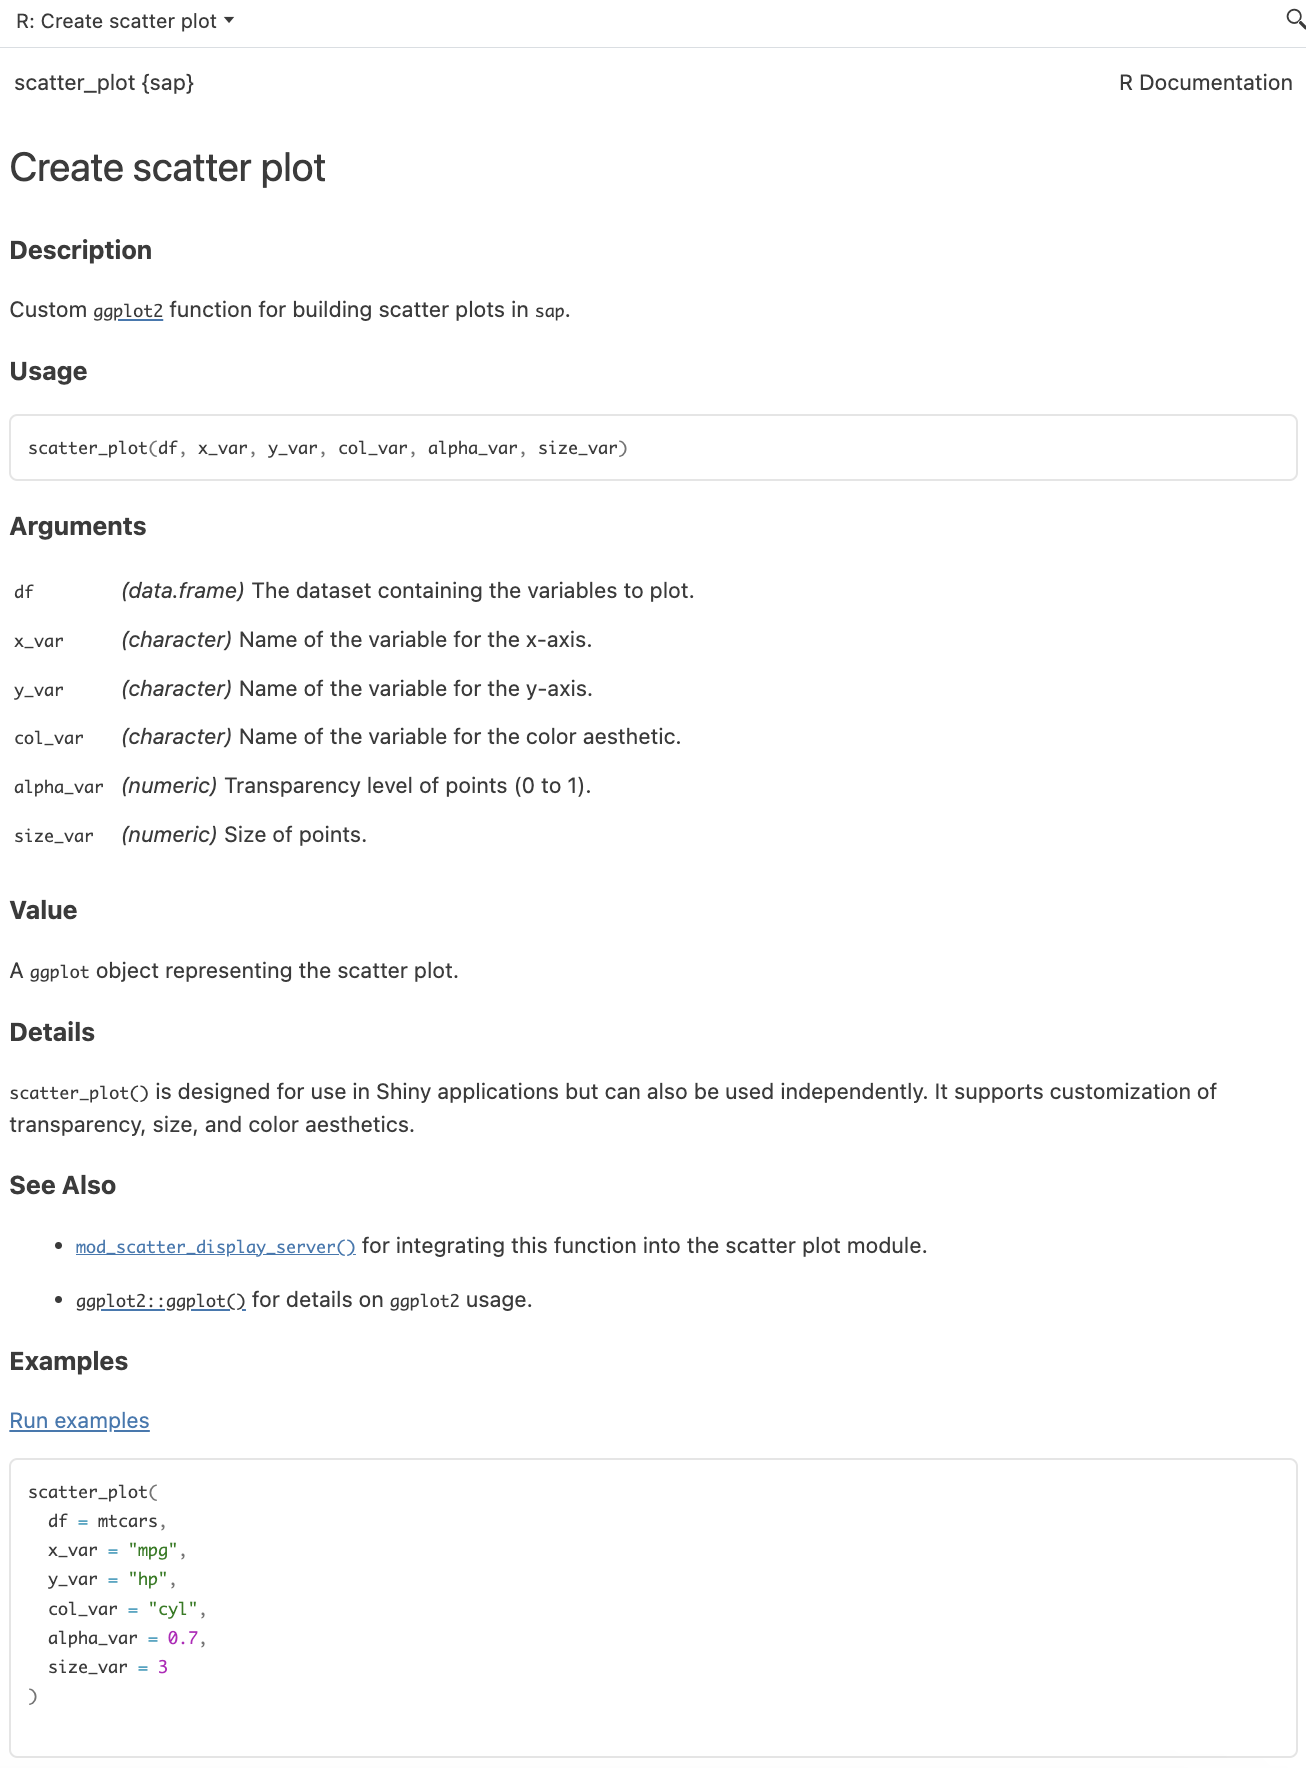 R: Create scatter plot
scatter_plot {sap}
R Documentation
Create scatter plot
Description
Custom ggplot2 function for building scatter plots in sap.
Usage
scatter_plot(df, x_var, y_var, col_var, alpha_var, size_var)
Arguments
df (data.frame) The dataset containing the variables to plot.
x_var (character) Name of the variable for the x-axis.
y_var (character) Name of the variable for the y-axis.
col_var (character) Name of the variable for the color aesthetic.
alpha_var (numeric) Transparency level of points (0 to 1).
size_var (numeric) Size of points.
Value
A ggplot object representing the scatter plot.
Details
scatter_plot() is designed for use in Shiny applications but can also be used independently. It supports customization of
transparency, size, and color aesthetics.
See Also
• mod_scatter_display_server() for integrating this function into the scatter plot module.
• ggplot2::ggplot() for details on ggplot2 usage.
Examples
Run examples
scatter_plot(
  df = mtcars,
  x_var = "mpg",
  y_var = "hp",
  col_var = "cyl",
  alpha_var = 0.7,
  size_var = 3
)